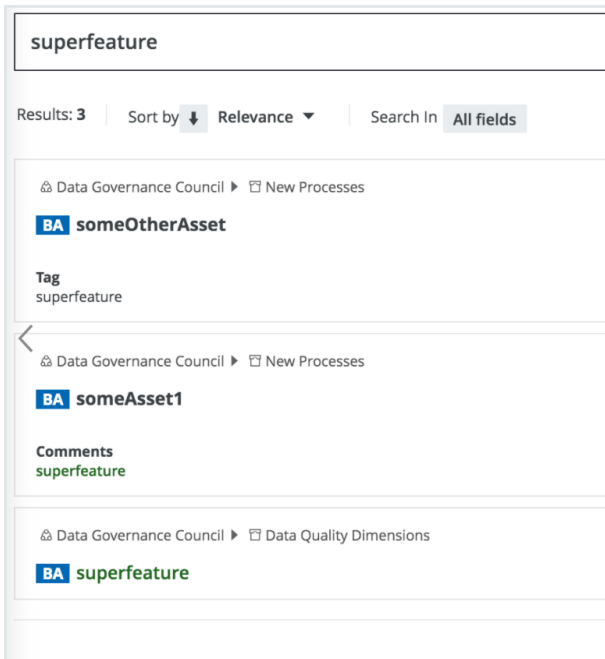 superfeature
Results: 3 Sort by Relevance Search In All fields
Data Governance Council New Processes
BA someOtherAsset
Tag
superfeature
Data Governance Council New Processes
BA someAsset1
Comments
superfeature
Data Governance Council Data Quality Dimensions
BA superfeature